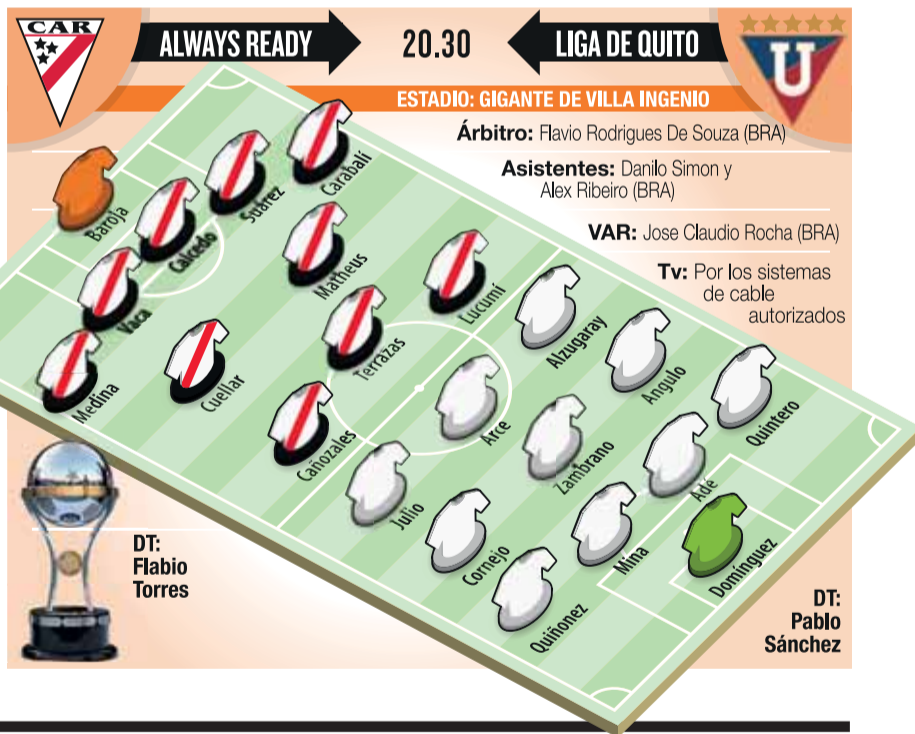 CAR
ALWAYS READY
20.30
LIGA DE QUITO
U
ESTADIO: GIGANTE DE VILLA INGENIO
Árbitro: Flavio Rodrigues De Souza (BRA)
Asistentes: Danilo Simon y
Alex Ribeiro (BRA)
VAR: Jose Claudio Rocha (BRA)
Tv: Por los sistemas
de cable
autorizados
Baroja
Carabalí
Suárez
Calcedo
Vaca
Medina
Matheus
Cuellar
Lucumí
Terrazas
Cañozales
Alzugaray
Arce
Julio
Angulo
Zambrano
Cornejo
Quintero
Adé
Mina
Quiñonez
Domínguez
DT:
Flabio
Torres
DT:
Pablo
Sánchez